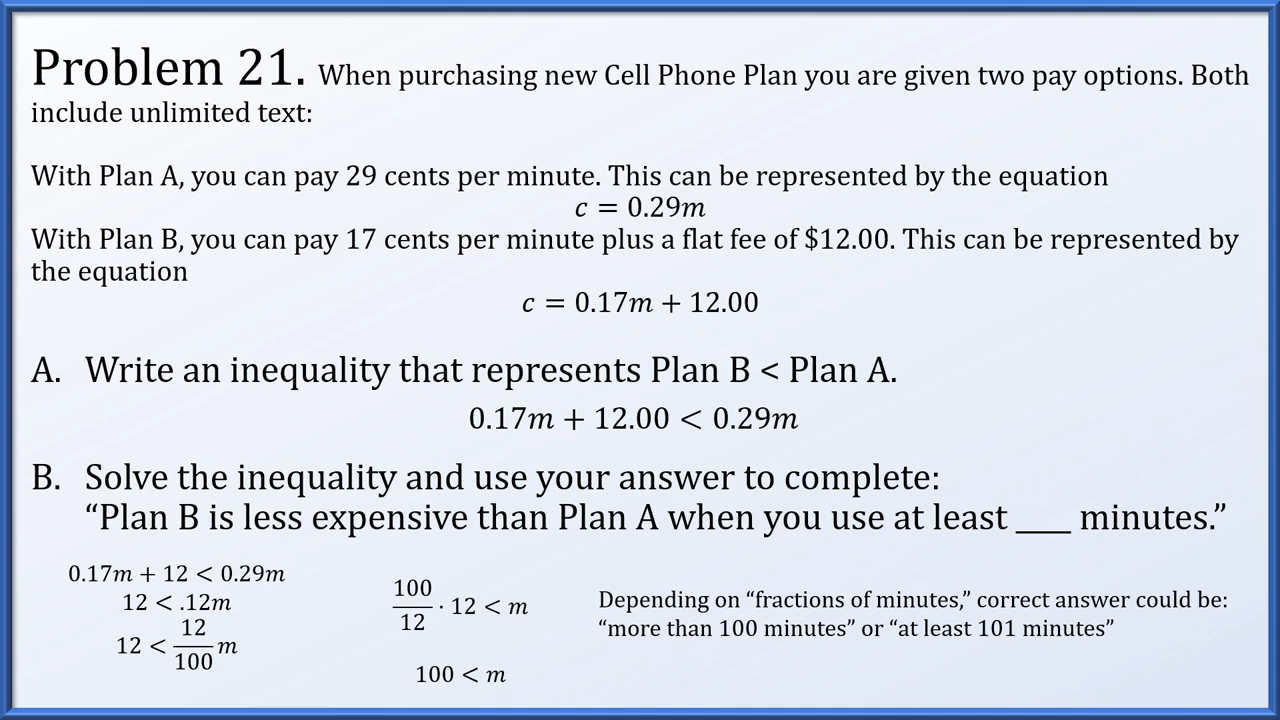 Problem 21. When purchasing new Cell Phone Plan you are given two pay options. Both
include unlimited text:
With Plan A, you can pay 29 cents per minute. This can be represented by the equation
c = 0.29m
With Plan B, you can pay 17 cents per minute plus a flat fee of $12.00. This can be represented by
the equation
c = 0.17m + 12.00
A. Write an inequality that represents Plan B < Plan A.
0.17m + 12.00 < 0.29m
B. Solve the inequality and use your answer to complete:
“Plan B is less expensive than Plan A when you use at least ____ minutes.”
0.17m + 12 < 0.29m
12 < .12m
12 < 12/100 m
100/12 · 12 < m
100 < m
Depending on “fractions of minutes,” correct answer could be:
“more than 100 minutes” or “at least 101 minutes”